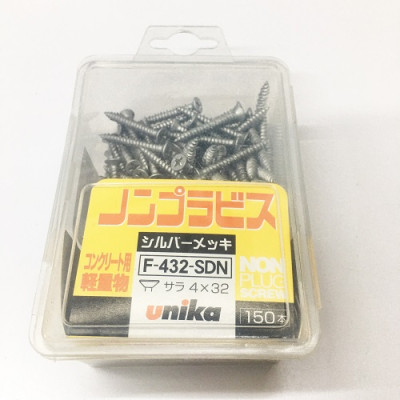 ノンプラビス
シルバーメッキ
コンクリート用
軽量物
F-432-SDN
サラ 4×32
unika
NON
PLUG
SCREW
150本